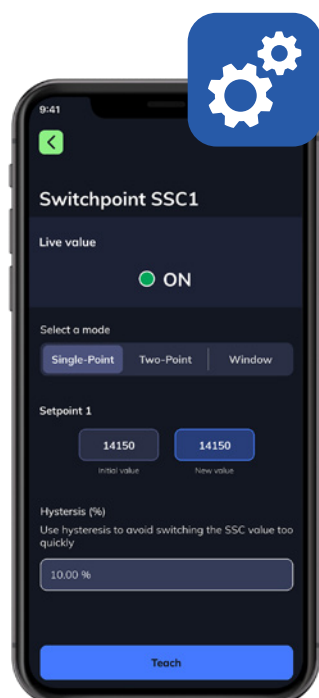 9:41
Switchpoint SSC1
Live value
ON
Select a mode
Single-Point Two-Point Window
Setpoint 1
14150 14150
Initial value New value
Hystersis (%)
Use hysteresis to avoid switching the SSC value too
quickly
10.00 %
Teach